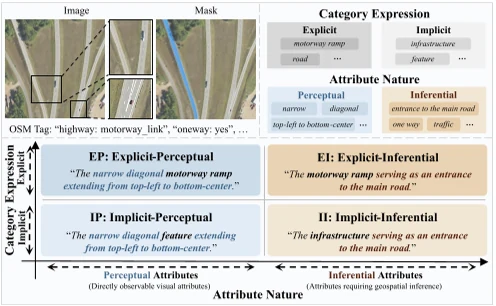 Image
Mask
OSM Tag: “highway: motorway_link”, “oneway: yes”, …
Category Expression
Explicit
motorway ramp
road
…
Implicit
infrastructure
feature
…
Attribute Nature
Perceptual
narrow
diagonal
top-left to bottom-center
…
Inferential
entrance to the main road
one way
traffic
…
Category Expression
Explicit
Implicit
EP: Explicit-Perceptual
“The narrow diagonal motorway ramp
extending from top-left to bottom-center.”
EI: Explicit-Inferential
“The motorway ramp serving as an entrance
to the main road.”
IP: Implicit-Perceptual
“The narrow diagonal feature extending
from top-left to bottom-center.”
II: Implicit-Inferential
“The infrastructure serving as an entrance
to the main road.”
Perceptual Attributes
(Directly observable visual attributes)
Inferential Attributes
(Attributes requiring geospatial inference)
Attribute Nature